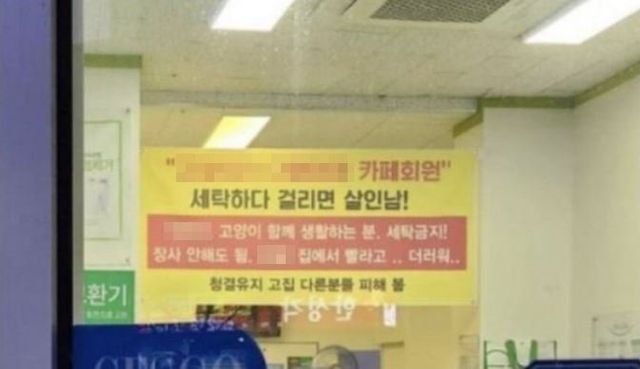 카페회원"
세탁하다 걸리면 살인남!
고양이 함께 생활하는 분. 세탁금지!
장사 안해도 됨. 집에서 빨라고 .. 더러워..
청결유지 고집 다른분들 피해 봄
환기